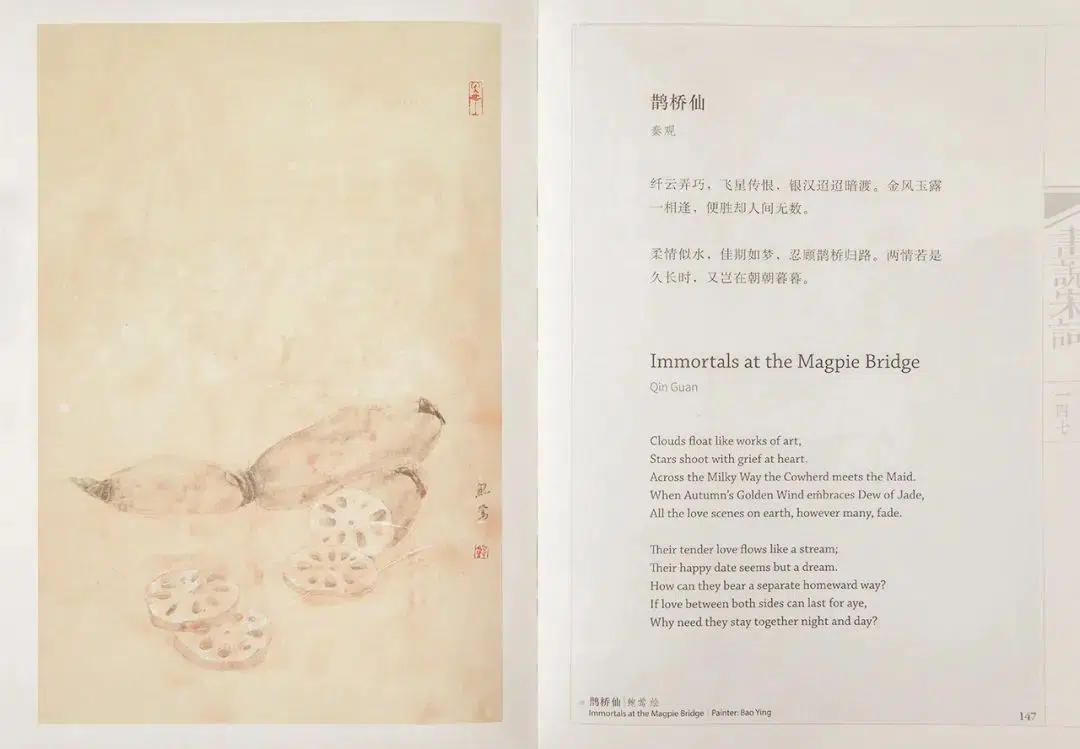 鲍莺
鹊桥仙
秦观
纤云弄巧，飞星传恨，银汉迢迢暗渡。金风玉露
一相逢，便胜却人间无数。
柔情似水，佳期如梦，忍顾鹊桥归路。两情若是
久长时，又岂在朝朝暮暮。
Immortals at the Magpie Bridge
Qin Guan
Clouds float like works of art,
Stars shoot with grief at heart.
Across the Milky Way the Cowherd meets the Maid.
When Autumn's Golden Wind embraces Dew of Jade,
All the love scenes on earth, however many, fade.
Their tender love flows like a stream;
Their happy date seems but a dream.
How can they bear a separate homeward way?
If love between both sides can last for aye,
Why need they stay together night and day?
鹊桥仙 | 鲍莺 绘
Immortals at the Magpie Bridge | Painter: Bao Ying
147
畫說宋詞
一四七